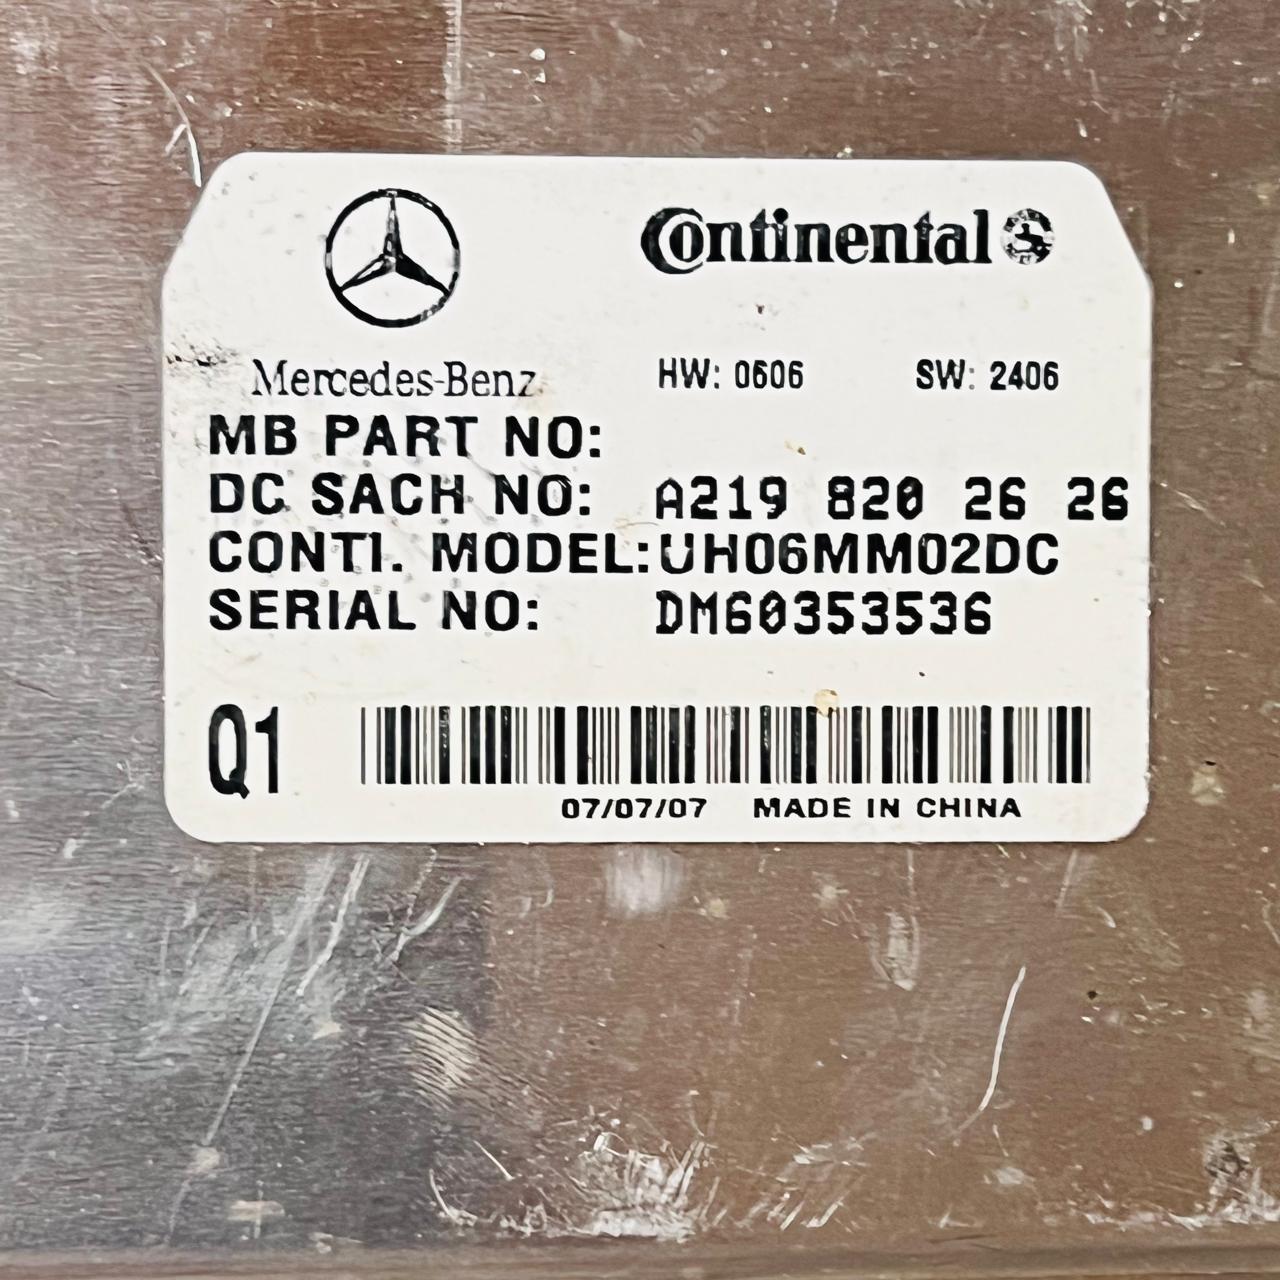 Continental
Mercedes-Benz
HW: 0606 SW: 2406
MB PART NO:
DC SACH NO: A219 820 26 26
CONTI. MODEL: UH06MM02DC
SERIAL NO: DM60353536
Q1
07/07/07 MADE IN CHINA